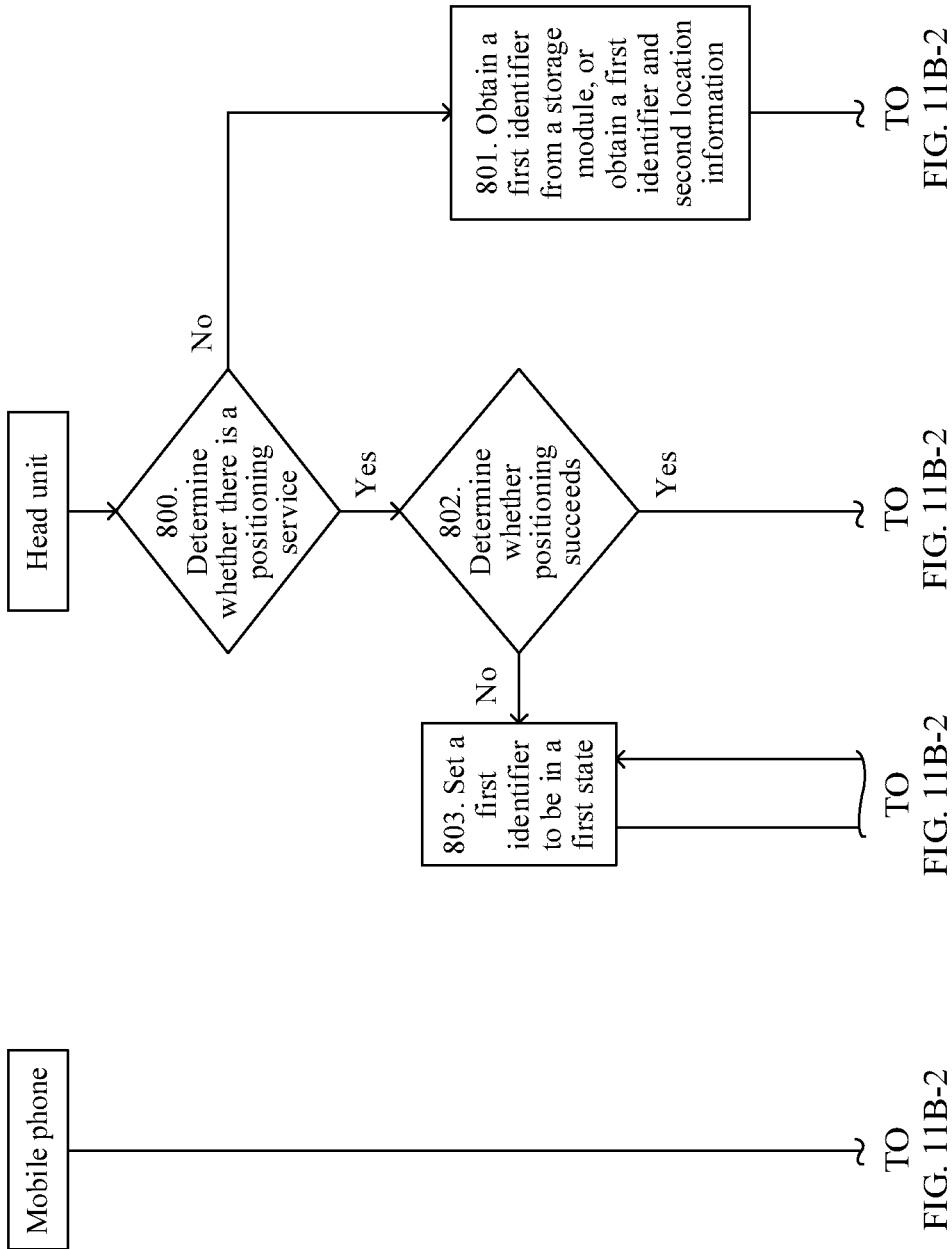 Mobile phone
Head unit
800.
Determine
whether there is a
positioning
service
No
Yes
801. Obtain a
first identifier
from a storage
module, or
obtain a first
identifier and
second location
information
802.
Determine
whether
positioning
succeeds
No
Yes
803. Set a
first
identifier
to be in a
first state
TO
FIG. 11B-2
TO
FIG. 11B-2
TO
FIG. 11B-2
TO
FIG. 11B-2